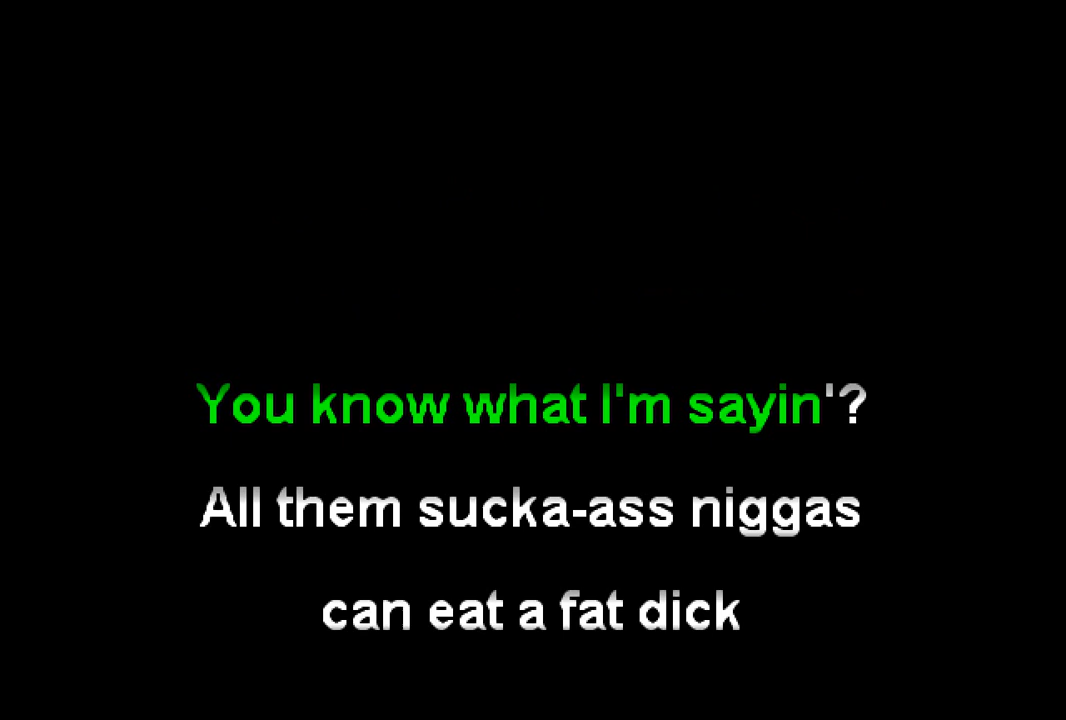 You know what I'm sayin'?
All them sucka-ass niggas
can eat a fat dick